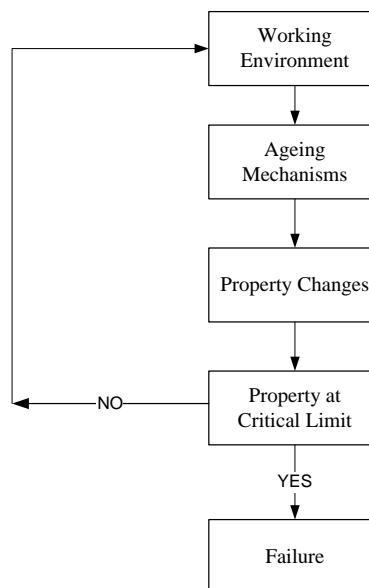 Working
Environment
Ageing
Mechanisms
Property Changes
Property at
Critical Limit
NO
YES
Failure